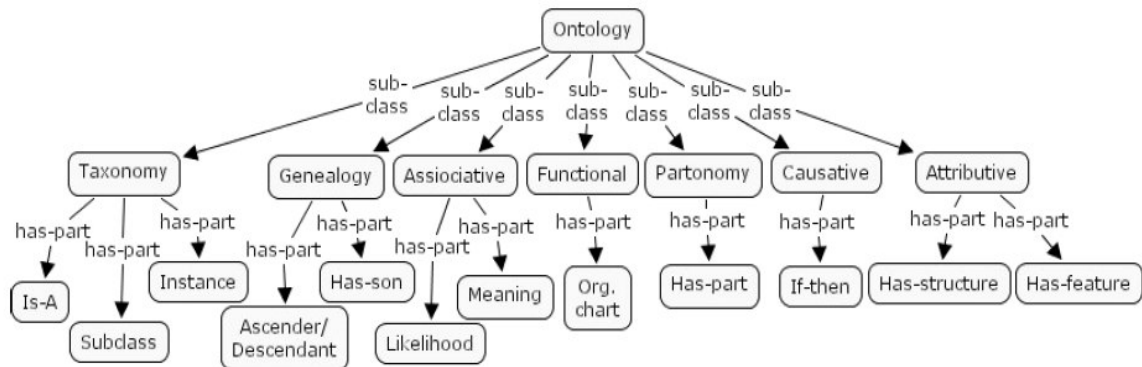 Ontology
sub-
class
sub-
class
sub-
class
sub-
class
sub-
class
sub-
class
sub-
class
Taxonomy
Genealogy
Assiociative
Functional
Partonomy
Causative
Attributive
has-part
has-part
has-part
has-part
has-part
has-part
has-part
has-part
has-part
has-part
has-part
has-part
Is-A
Subclass
Instance
Ascender/
Descendant
Has-son
Likelihood
Meaning
Org.
chart
Has-part
If-then
Has-structure
Has-feature